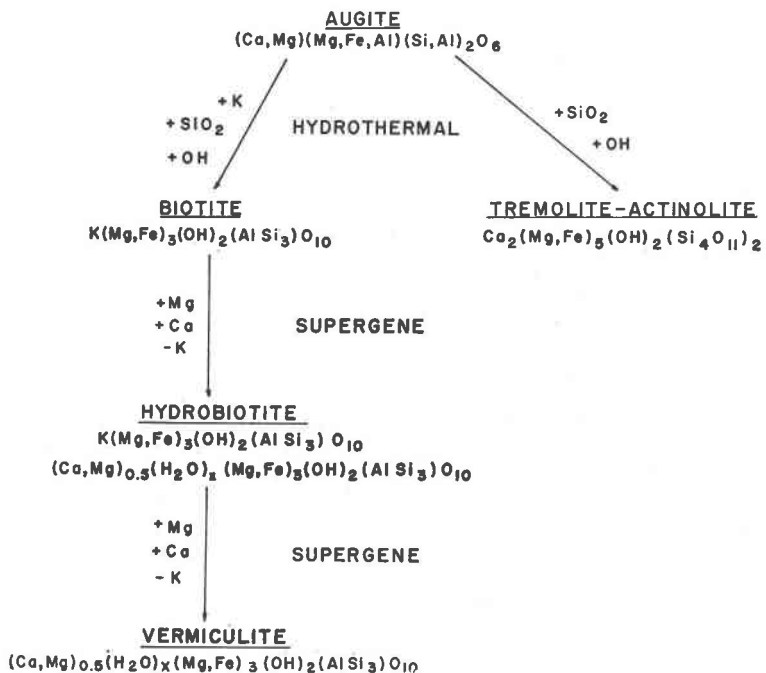 AUGITE
(Ca,Mg)(Mg,Fe,Al)(Si,Al)₂O₆
+K
+SIO₂
+OH
HYDROTHERMAL
+SiO₂
+OH
BIOTITE
K(Mg,Fe)₃(OH)₂(AlSi₃)O₁₀
TREMOLITE-ACTINOLITE
Ca₂(Mg,Fe)₅(OH)₂(Si₄O₁₁)₂
+Mg
+Ca
-K
SUPERGENE
HYDROBIOTITE
K(Mg,Fe)₃(OH)₂(AlSi₃)O₁₀
(Ca,Mg)₀.₅(H₂O)ₓ(Mg,Fe)₃(OH)₂(AlSi₃)O₁₀
+Mg
+Ca
-K
SUPERGENE
VERMICULITE
(Ca,Mg)₀.₅(H₂O)ₓ(Mg,Fe)₃(OH)₂(AlSi₃)O₁₀